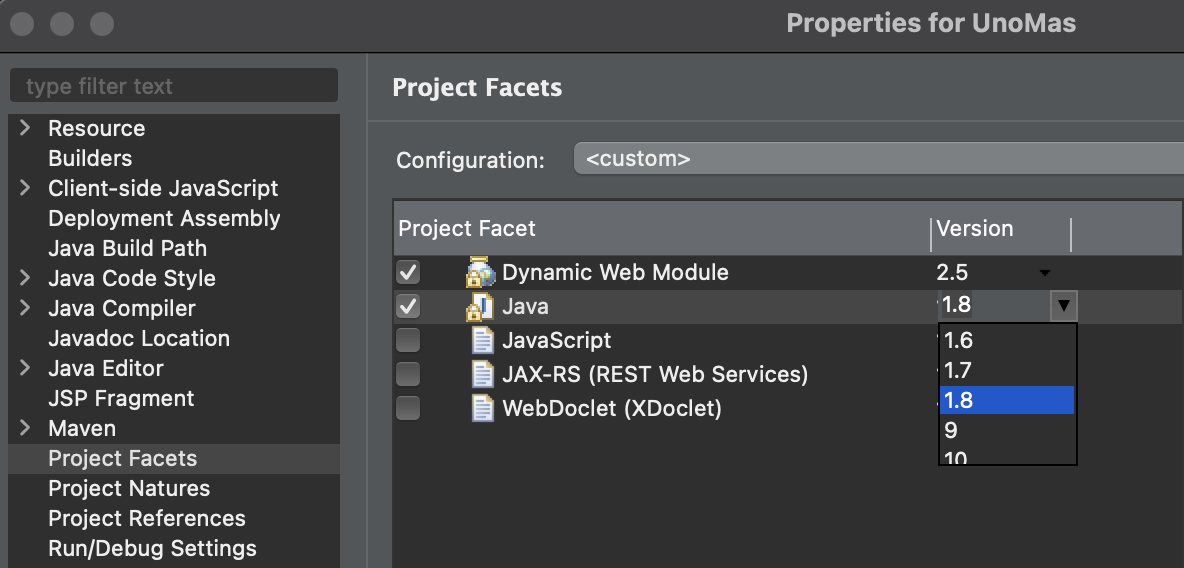 Properties for UnoMas
type filter text
Resource
Builders
Client-side JavaScript
Deployment Assembly
Java Build Path
Java Code Style
Java Compiler
Javadoc Location
Java Editor
JSP Fragment
Maven
Project Facets
Project Natures
Project References
Run/Debug Settings
Project Facets
Configuration: <custom>
Project Facet Version
Dynamic Web Module 2.5
Java 1.8
JavaScript
JAX-RS (REST Web Services)
WebDoclet (XDoclet)
1.6
1.7
1.8
9
10